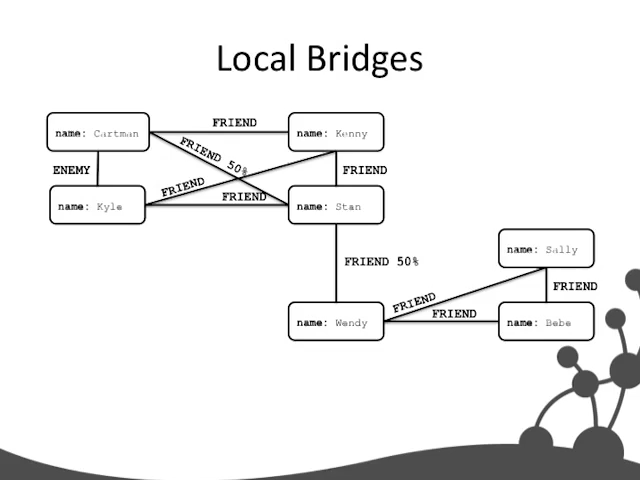 Local Bridges
name: Cartman
FRIEND
name: Kenny
FRIEND 50%
ENEMY
FRIEND
FRIEND
name: Kyle
FRIEND
name: Stan
name: Sally
FRIEND 50%
FRIEND
FRIEND
FRIEND
name: Wendy
name: Bebe